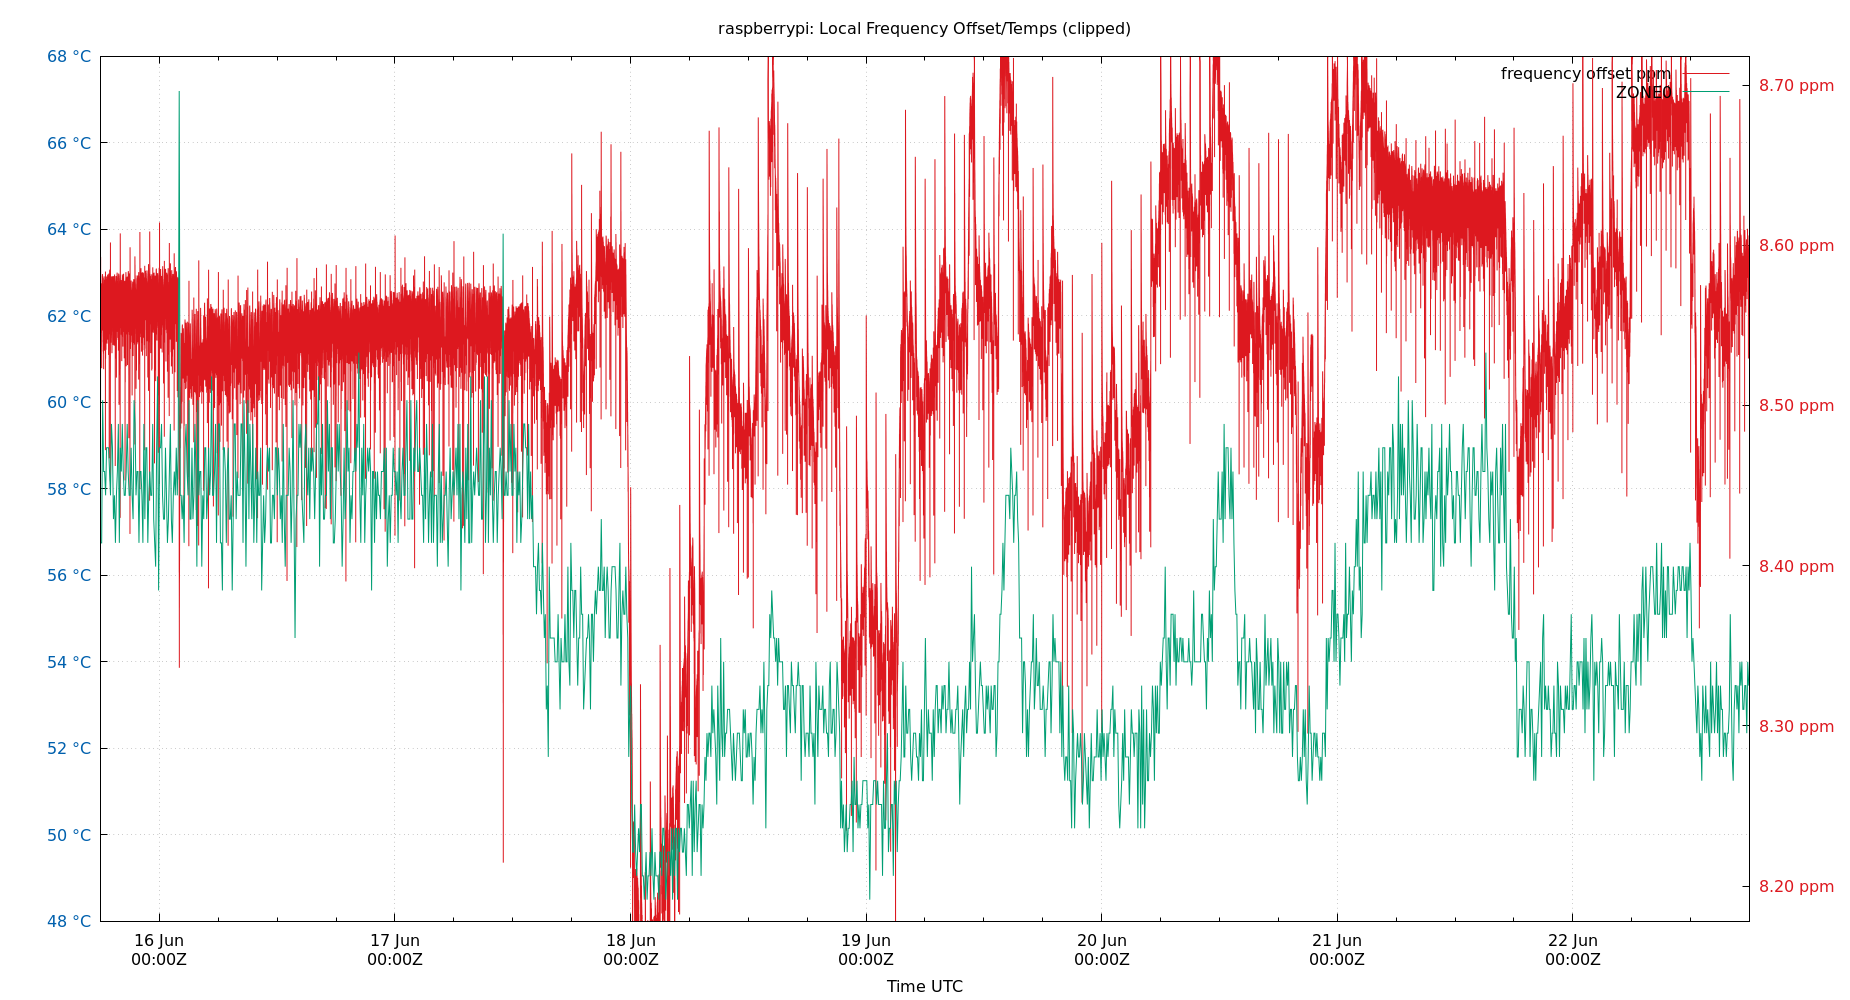 raspberrypi: Local Frequency Offset/Temps (clipped)
68 °C
66 °C
64 °C
62 °C
60 °C
58 °C
56 °C
54 °C
52 °C
50 °C
48 °C
frequency offset ppm
ZONE0
8.70 ppm
8.60 ppm
8.50 ppm
8.40 ppm
8.30 ppm
8.20 ppm
16 Jun
00:00Z
17 Jun
00:00Z
18 Jun
00:00Z
19 Jun
00:00Z
20 Jun
00:00Z
21 Jun
00:00Z
22 Jun
00:00Z
Time UTC